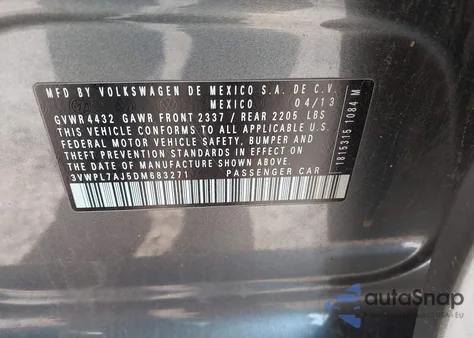 MFD BY VOLKSWAGEN DE MEXICO S.A. DE C.V.
MEXICO 04/13
GVWR 4432 GAWR FRONT 2337 / REAR 2205 LBS
THIS VEHICLE CONFORMS TO ALL APPLICABLE
FEDERAL MOTOR VEHICLE SAFETY, BUMPER AND
THEFT PREVENTION STANDARDS IN EFFECT ON THE
DATE OF MANUFACTURE SHOWN ABOVE.
3VWPL7AJ5DM683271 PASSENGER CAR
1815315 1084 M
autoSnap